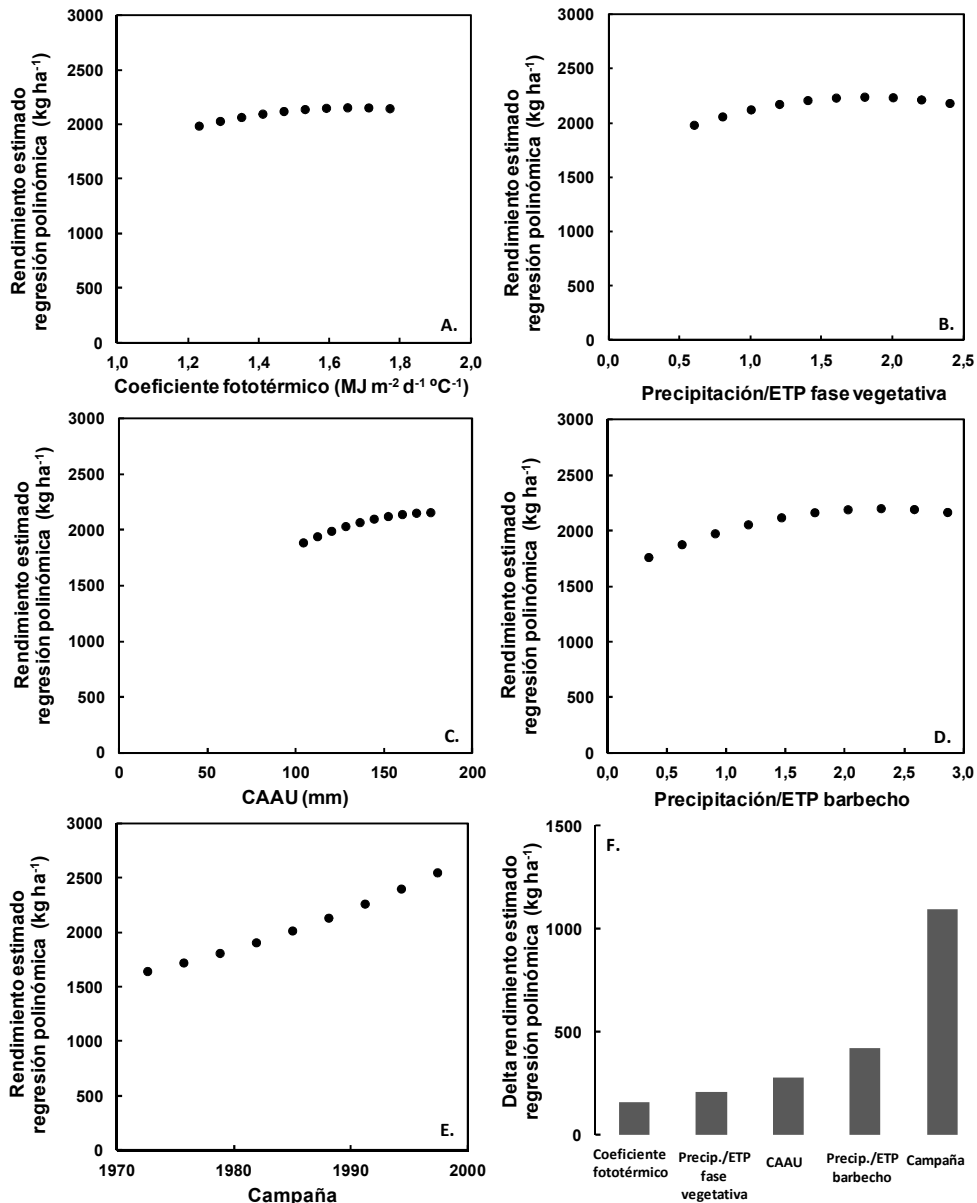 Rendimiento estimado
regresión polinómica (kg ha⁻¹)
3000
2500
2000
1500
1000
500
0
A.
1,0
1,2
1,4
1,6
1,8
2,0
Coeficiente fototérmico (MJ m⁻² d⁻¹ ºC⁻¹)
Rendimiento estimado
regresión polinómica (kg ha⁻¹)
3000
2500
2000
1500
1000
500
0
B.
0,0
0,5
1,0
1,5
2,0
2,5
Precipitación/ETP fase vegetativa
Rendimiento estimado
regresión polinómica (kg ha⁻¹)
3000
2500
2000
1500
1000
500
0
C.
0
50
100
150
200
CAAU (mm)
Rendimiento estimado
regresión polinómica (kg ha⁻¹)
3000
2500
2000
1500
1000
500
0
D.
0,0
0,5
1,0
1,5
2,0
2,5
3,0
Precipitación/ETP barbecho
Rendimiento estimado
regresión polinómica (kg ha⁻¹)
3000
2500
2000
1500
1000
500
0
E.
1970
1980
1990
2000
Campaña
Delta rendimiento estimado
regresión polinómica (kg ha⁻¹)
1500
1000
500
0
F.
Coeficiente
fototérmico
Precip./ETP
fase
vegetativa
CAAU
Precip./ETP
barbecho
Campaña